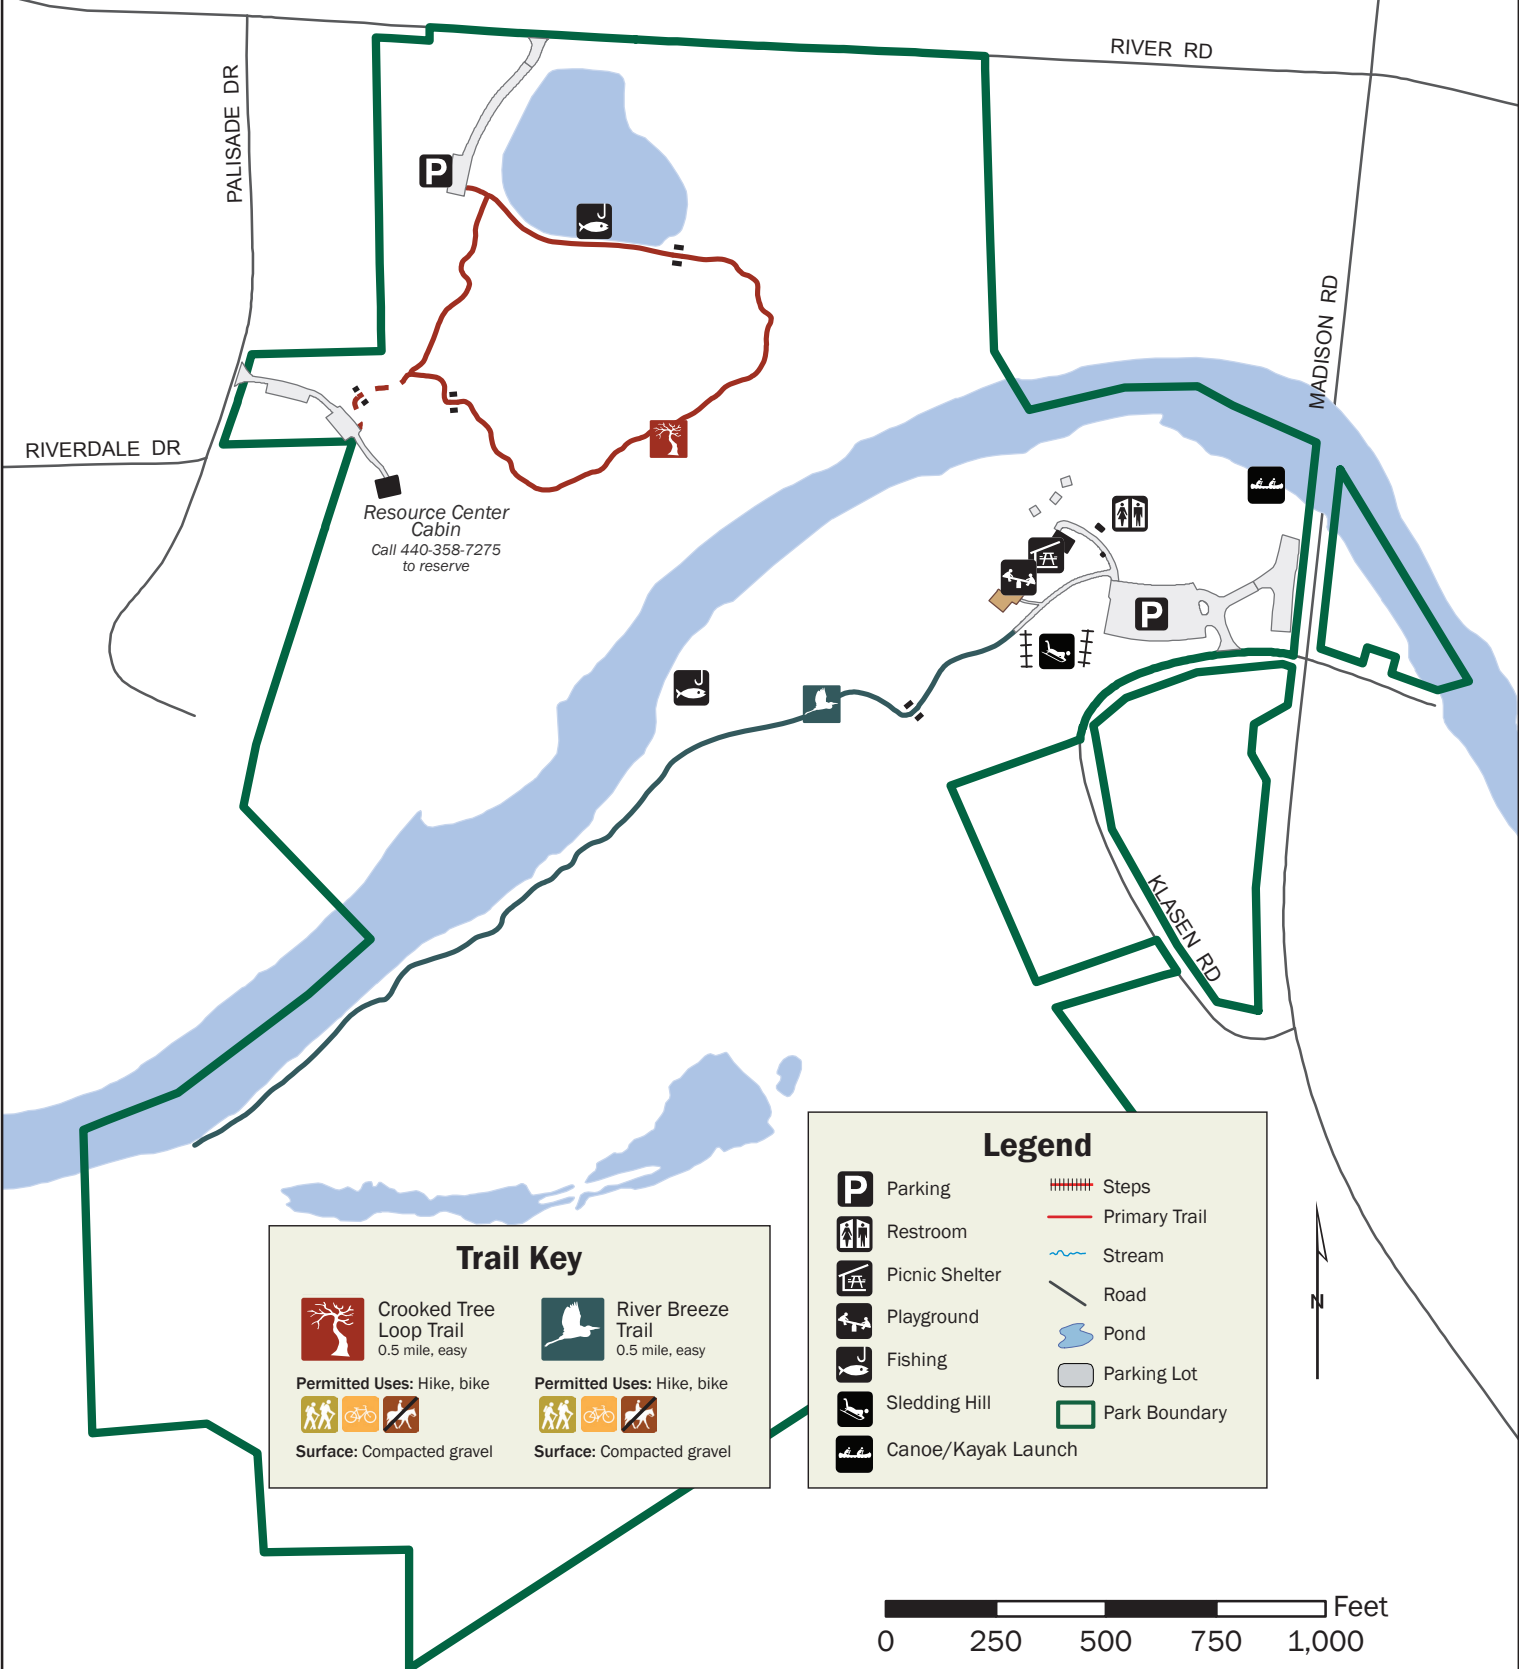 RIVER RD
PALISADE DR
P
MADISON RD
RIVERDALE DR
Resource Center
Cabin
Call 440-358-7275
to reserve
P
KLASEN RD
Legend
P Parking
Restroom
Picnic Shelter
Playground
Fishing
Sledding Hill
Canoe/Kayak Launch
Steps
Primary Trail
Stream
Road
Pond
Parking Lot
Park Boundary
N
Trail Key
Crooked Tree
Loop Trail
0.5 mile, easy
Permitted Uses: Hike, bike
Surface: Compacted gravel
River Breeze
Trail
0.5 mile, easy
Permitted Uses: Hike, bike
Surface: Compacted gravel
Feet
0 250 500 750 1,000